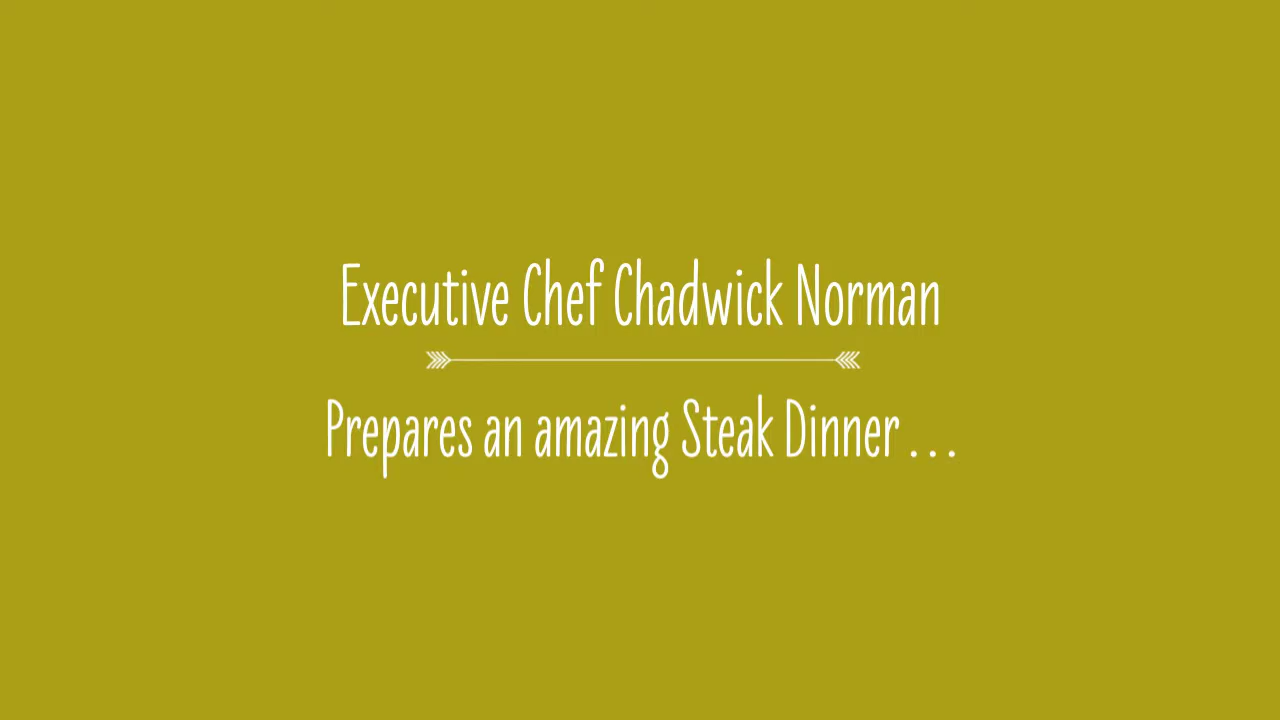 Executive Chef Chadwick Norman
Prepares an amazing Steak Dinner . . .